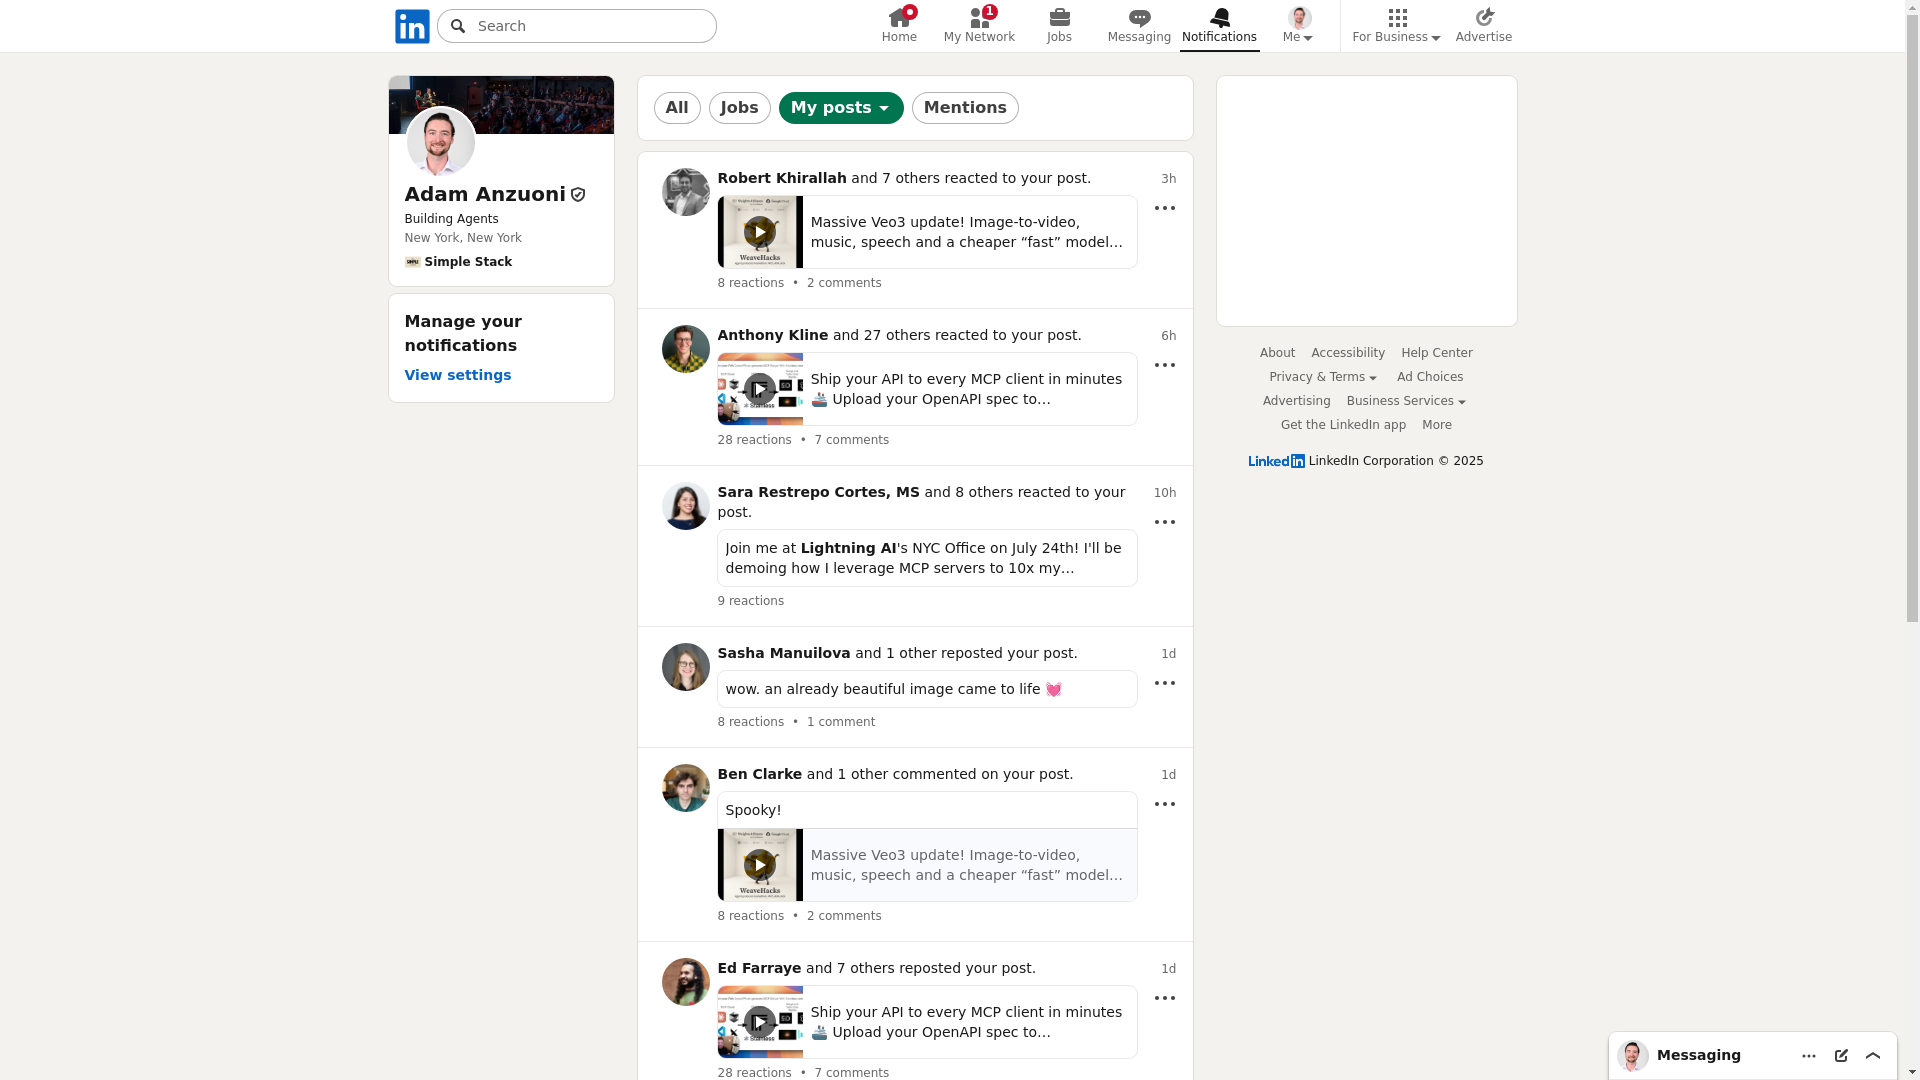 Search
Home
1
My Network
Jobs
Messaging
Notifications
Me
For Business
Advertise
Adam Anzuoni
Building Agents
New York, New York
Simple Stack
Manage your
notifications
View settings
All
Jobs
My posts
Mentions
Robert Khirallah and 7 others reacted to your post.
3h
WeaveHacks
Massive Veo3 update! Image-to-video,
music, speech and a cheaper “fast” model…
8 reactions • 2 comments
Anthony Kline and 27 others reacted to your post.
6h
Stainless
Ship your API to every MCP client in minutes
🚢 Upload your OpenAPI spec to…
28 reactions • 7 comments
Sara Restrepo Cortes, MS and 8 others reacted to your
post.
10h
Join me at Lightning AI's NYC Office on July 24th! I'll be
demoing how I leverage MCP servers to 10x my…
9 reactions
Sasha Manuilova and 1 other reposted your post.
1d
wow. an already beautiful image came to life 💓
8 reactions • 1 comment
Ben Clarke and 1 other commented on your post.
1d
Spooky!
WeaveHacks
Massive Veo3 update! Image-to-video,
music, speech and a cheaper “fast” model…
8 reactions • 2 comments
Ed Farraye and 7 others reposted your post.
1d
Stainless
Ship your API to every MCP client in minutes
🚢 Upload your OpenAPI spec to…
28 reactions • 7 comments
About Accessibility Help Center
Privacy & Terms Ad Choices
Advertising Business Services
Get the LinkedIn app More
LinkedIn LinkedIn Corporation © 2025
Messaging